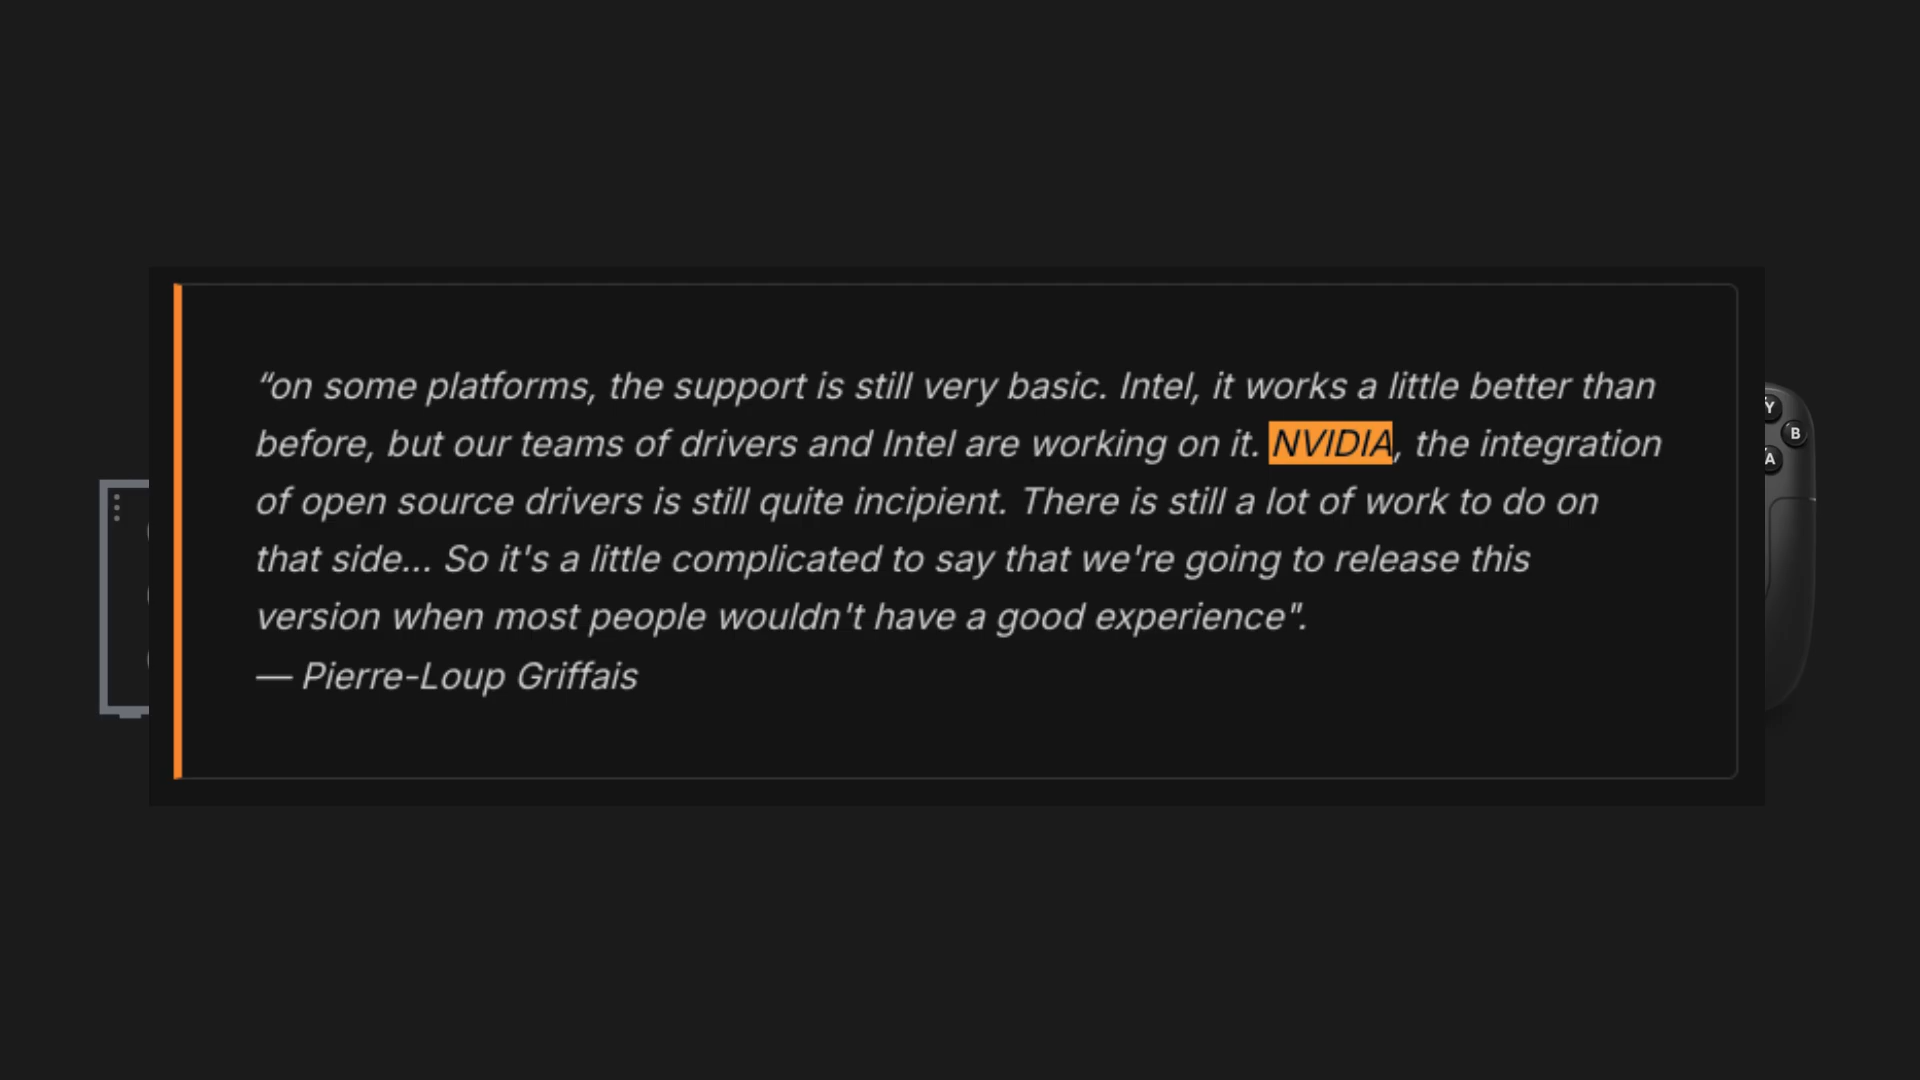 “on some platforms, the support is still very basic. Intel, it works a little better than
before, but our teams of drivers and Intel are working on it. NVIDIA, the integration
of open source drivers is still quite incipient. There is still a lot of work to do on
that side... So it's a little complicated to say that we're going to release this
version when most people wouldn't have a good experience".
— Pierre-Loup Griffais
Y
B
A